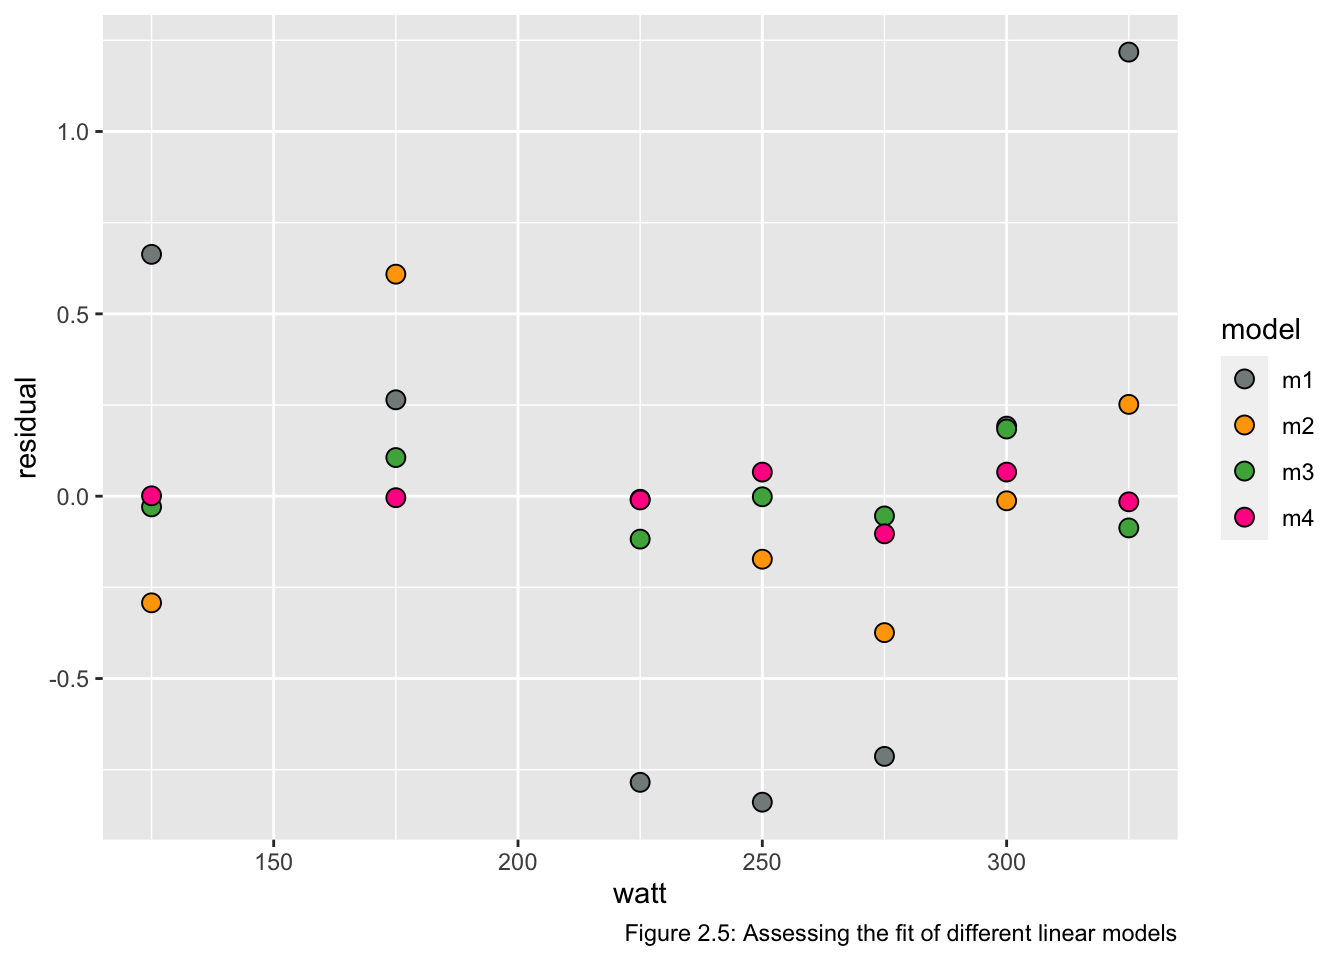 1.0
0.5
0.0
-0.5
residual
150
200
250
300
watt
model
m1
m2
m3
m4
Figure 2.5: Assessing the fit of different linear models